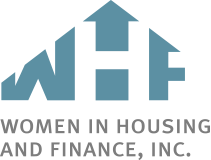 WHF
WOMEN IN HOUSING
AND FINANCE, INC.